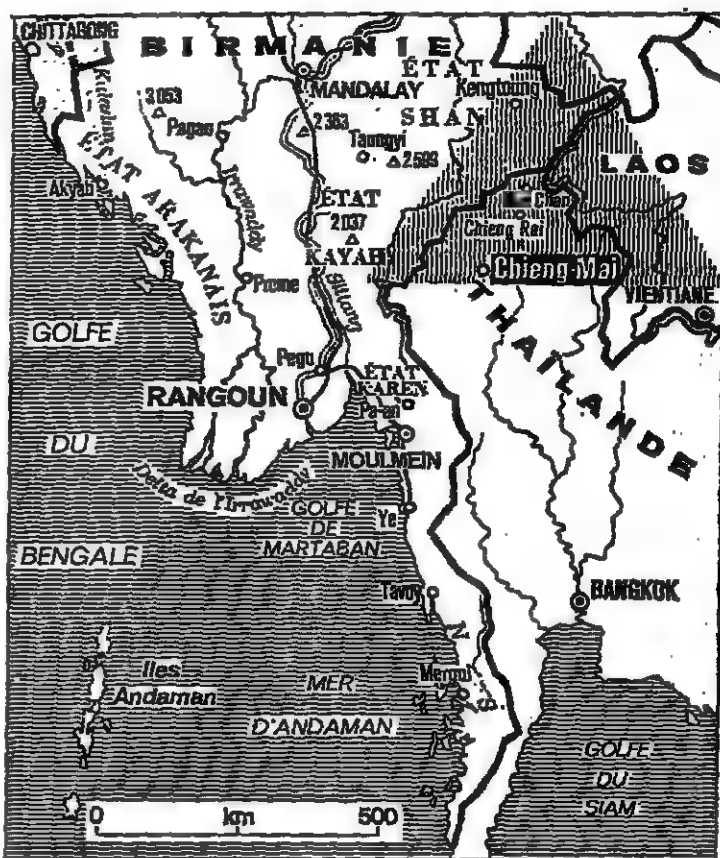 CHITTAGONG
BIRMANIE
ÉTAT
SHAN
MANDALAY
Kengtoung
3 053
Pagan
2 363
Taunggyi
2 593
LAOS
ÉTAT ARAKANAIS
Akyab
Irrawaddy
ÉTAT
2 037
KAYAH
Chieng Rai
Chieng-Mai
Prome
Sittang
VIENTIANE
THAILANDE
GOLFE
DU
BENGALE
Pegu
RANGOUN
ÉTAT
KAREN
Pa-an
MOULMEIN
Delta de l'Irrawaddy
GOLFE
DE
MARTABAN
Ye
Tavoy
BANGKOK
Iles
Andaman
MER
D'ANDAMAN
Mergui
GOLFE
DU
SIAM
0 km 500